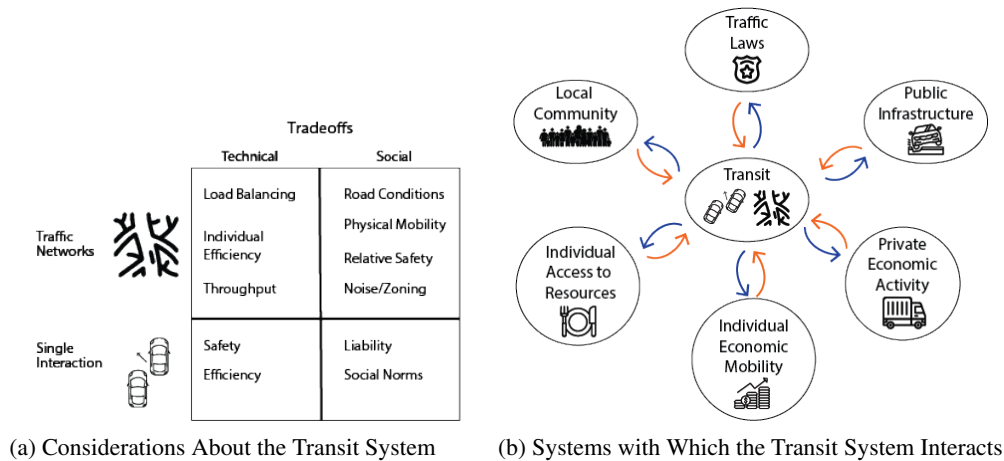 Tradeoffs
Technical
Social
Traffic
Networks
Load Balancing
Individual
Efficiency
Throughput
Road Conditions
Physical Mobility
Relative Safety
Noise/Zoning
Single
Interaction
Safety
Efficiency
Liability
Social Norms
(a) Considerations About the Transit System
Traffic
Laws
Local
Community
Public
Infrastructure
Transit
Individual
Access to
Resources
Private
Economic
Activity
Individual
Economic
Mobility
(b) Systems with Which the Transit System Interacts